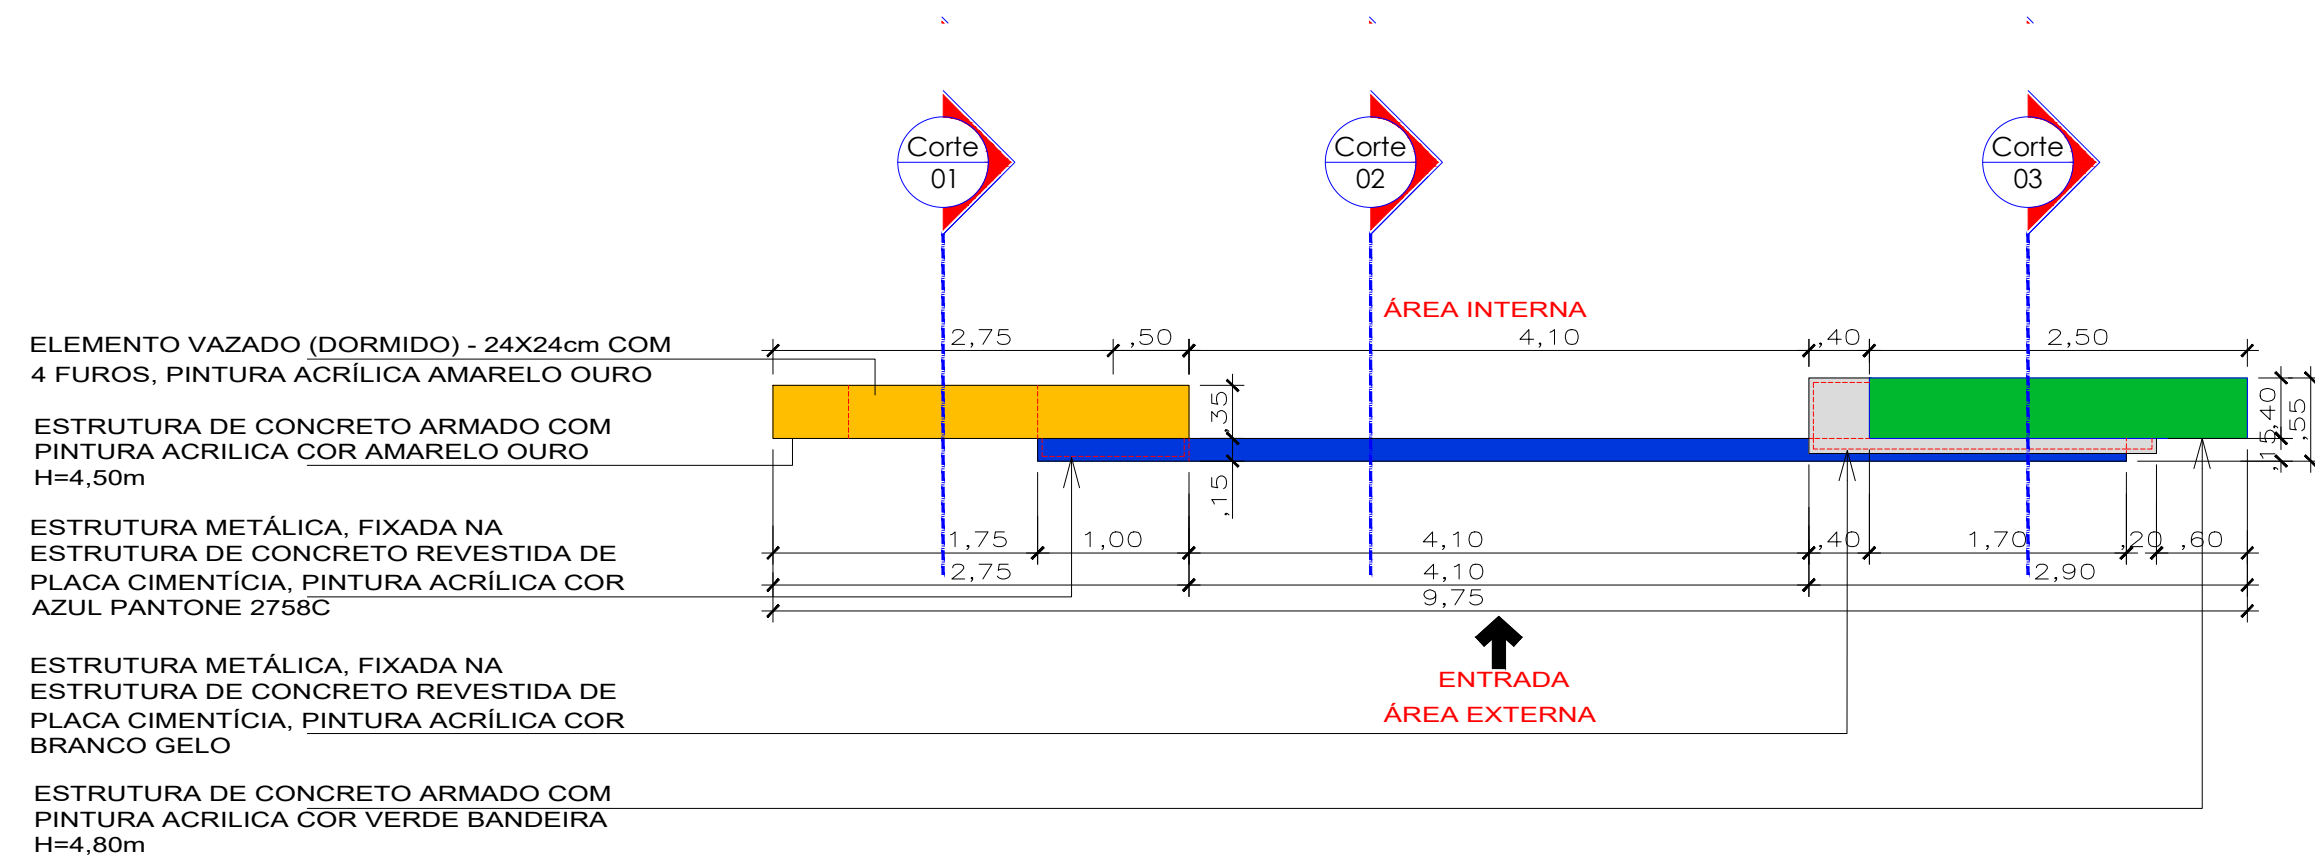 Corte
01
Corte
02
Corte
03
ÁREA INTERNA
2,75
,50
4,10
,40
2,50
ELEMENTO VAZADO (DORMIDO) - 24X24cm COM
4 FUROS, PINTURA ACRÍLICA AMARELO OURO
ESTRUTURA DE CONCRETO ARMADO COM
PINTURA ACRILICA COR AMARELO OURO
H=4,50m
,35
,15
,40
,15
,55
ESTRUTURA METÁLICA, FIXADA NA
ESTRUTURA DE CONCRETO REVESTIDA DE
PLACA CIMENTÍCIA, PINTURA ACRÍLICA COR
AZUL PANTONE 2758C
1,75
1,00
4,10
,40
1,70
,20
,60
2,75
4,10
2,90
9,75
ENTRADA
ÁREA EXTERNA
ESTRUTURA METÁLICA, FIXADA NA
ESTRUTURA DE CONCRETO REVESTIDA DE
PLACA CIMENTÍCIA, PINTURA ACRÍLICA COR
BRANCO GELO
ESTRUTURA DE CONCRETO ARMADO COM
PINTURA ACRILICA COR VERDE BANDEIRA
H=4,80m